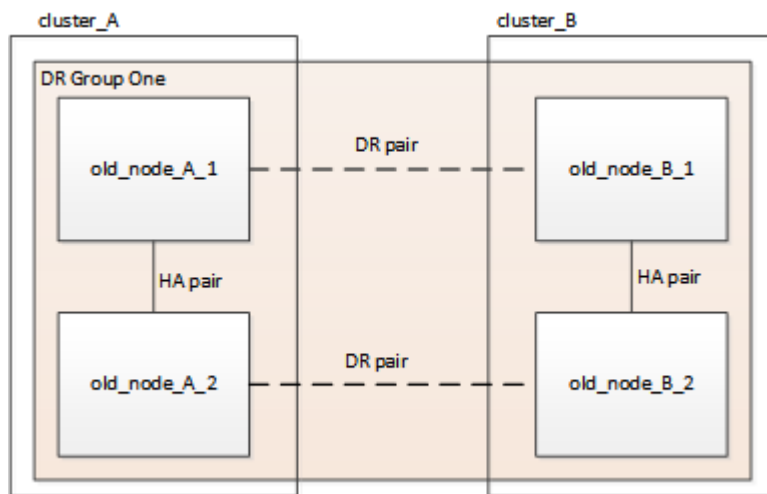 cluster_A
cluster_B
DR Group One
old_node_A_1
DR pair
old_node_B_1
HA pair
HA pair
old_node_A_2
DR pair
old_node_B_2